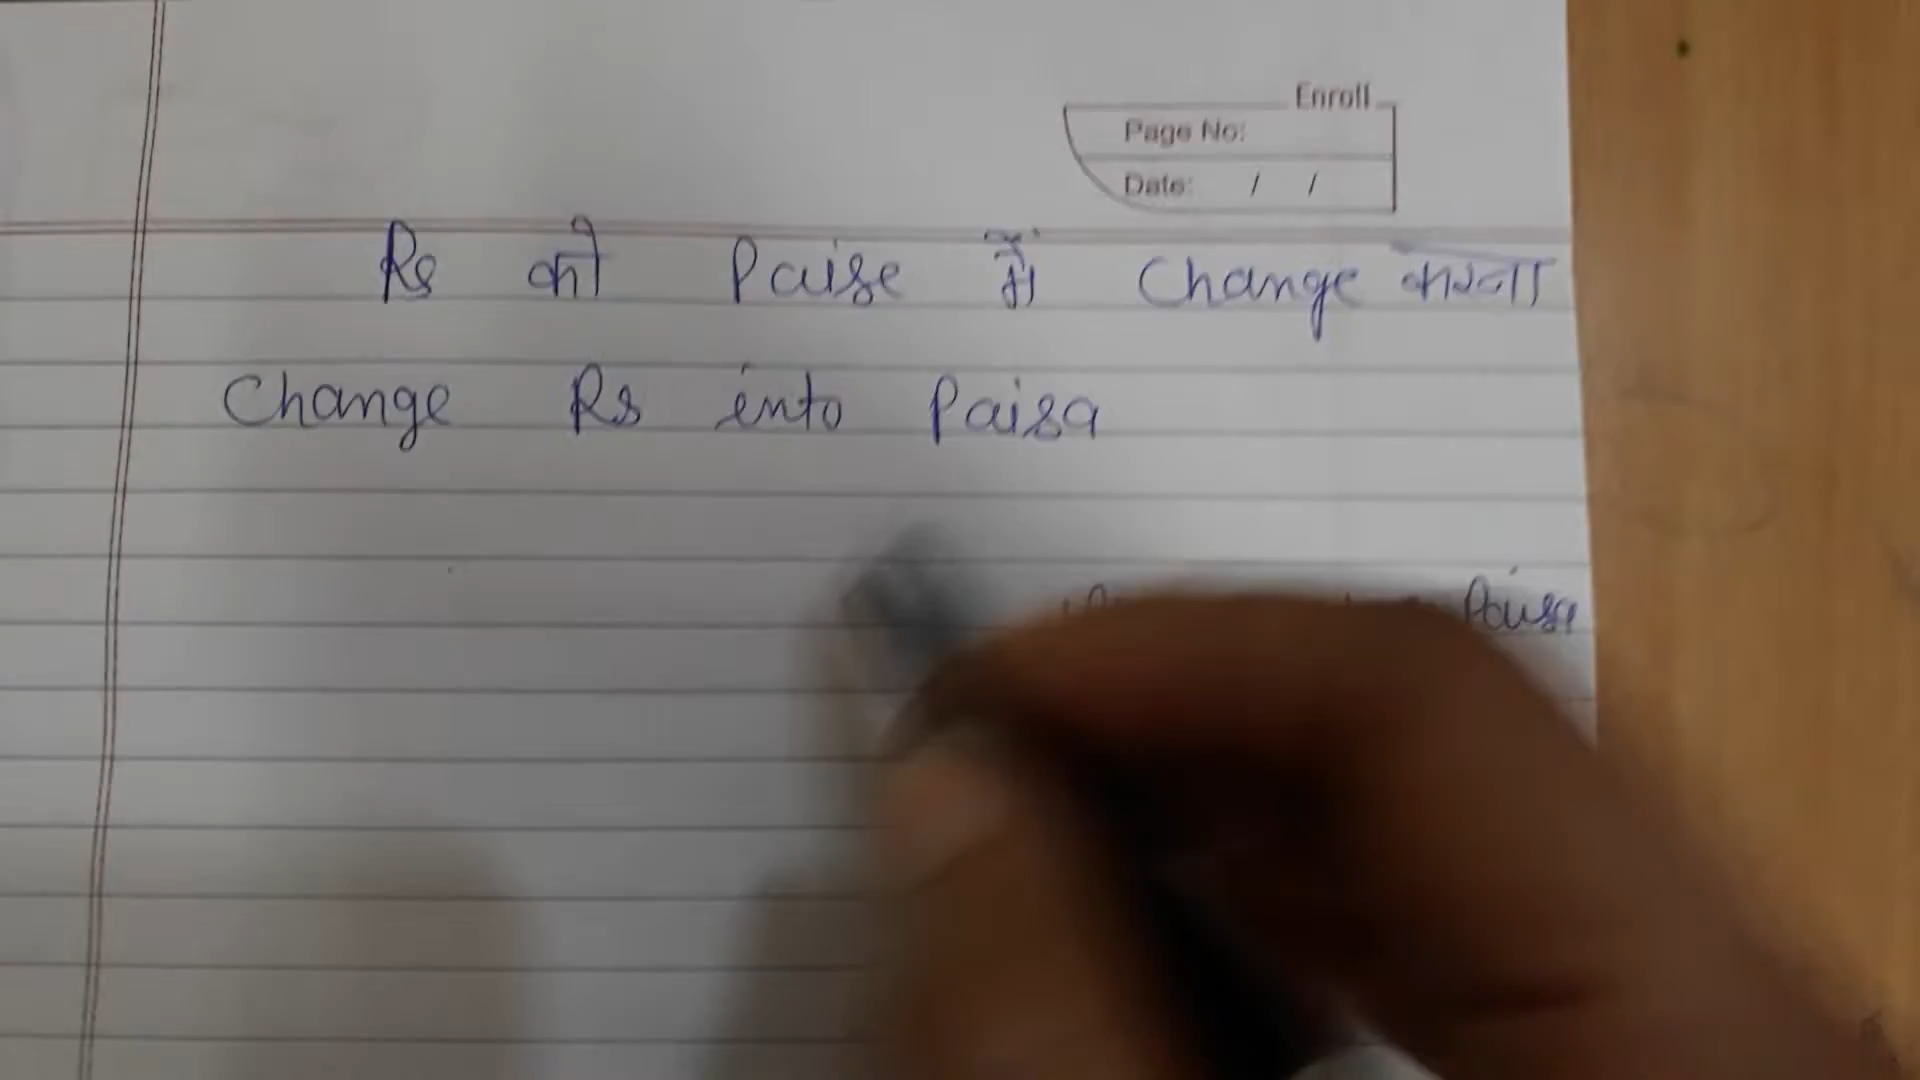 Enroll
Page No:
Date: / /
Rs को Paise में Change करना
Change Rs into Paisa
Paisa